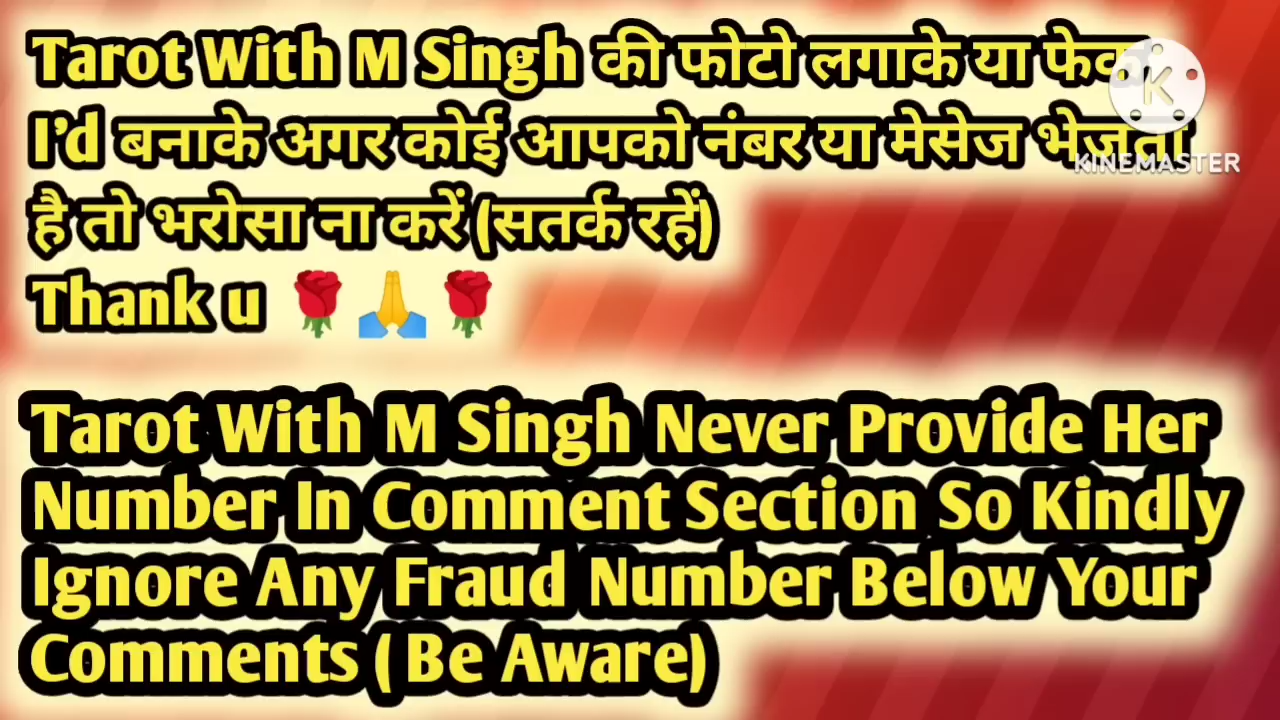 Tarot With M Singh की फोटो लगाके या
I'd बनाके अगर कोई आपको नंबर या मेसेज भेजता
है तो भरोसा ना करें (सतर्क रहें)
Thank u 🌹🙏🌹
Tarot With M Singh Never Provide Her
Number In Comment Section So Kindly
Ignore Any Fraud Number Below Your
Comments ( Be Aware)
K
KINEMASTER